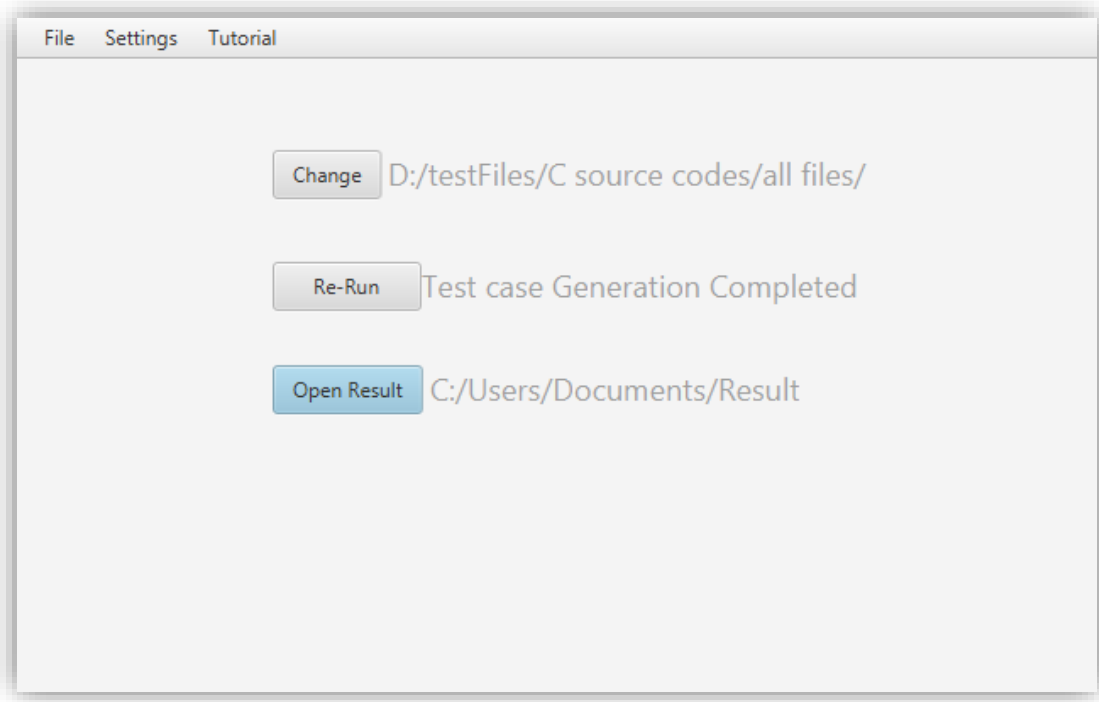 File Settings Tutorial
Change D:/testFiles/C source codes/all files/
Re-Run Test case Generation Completed
Open Result C:/Users/Documents/Result